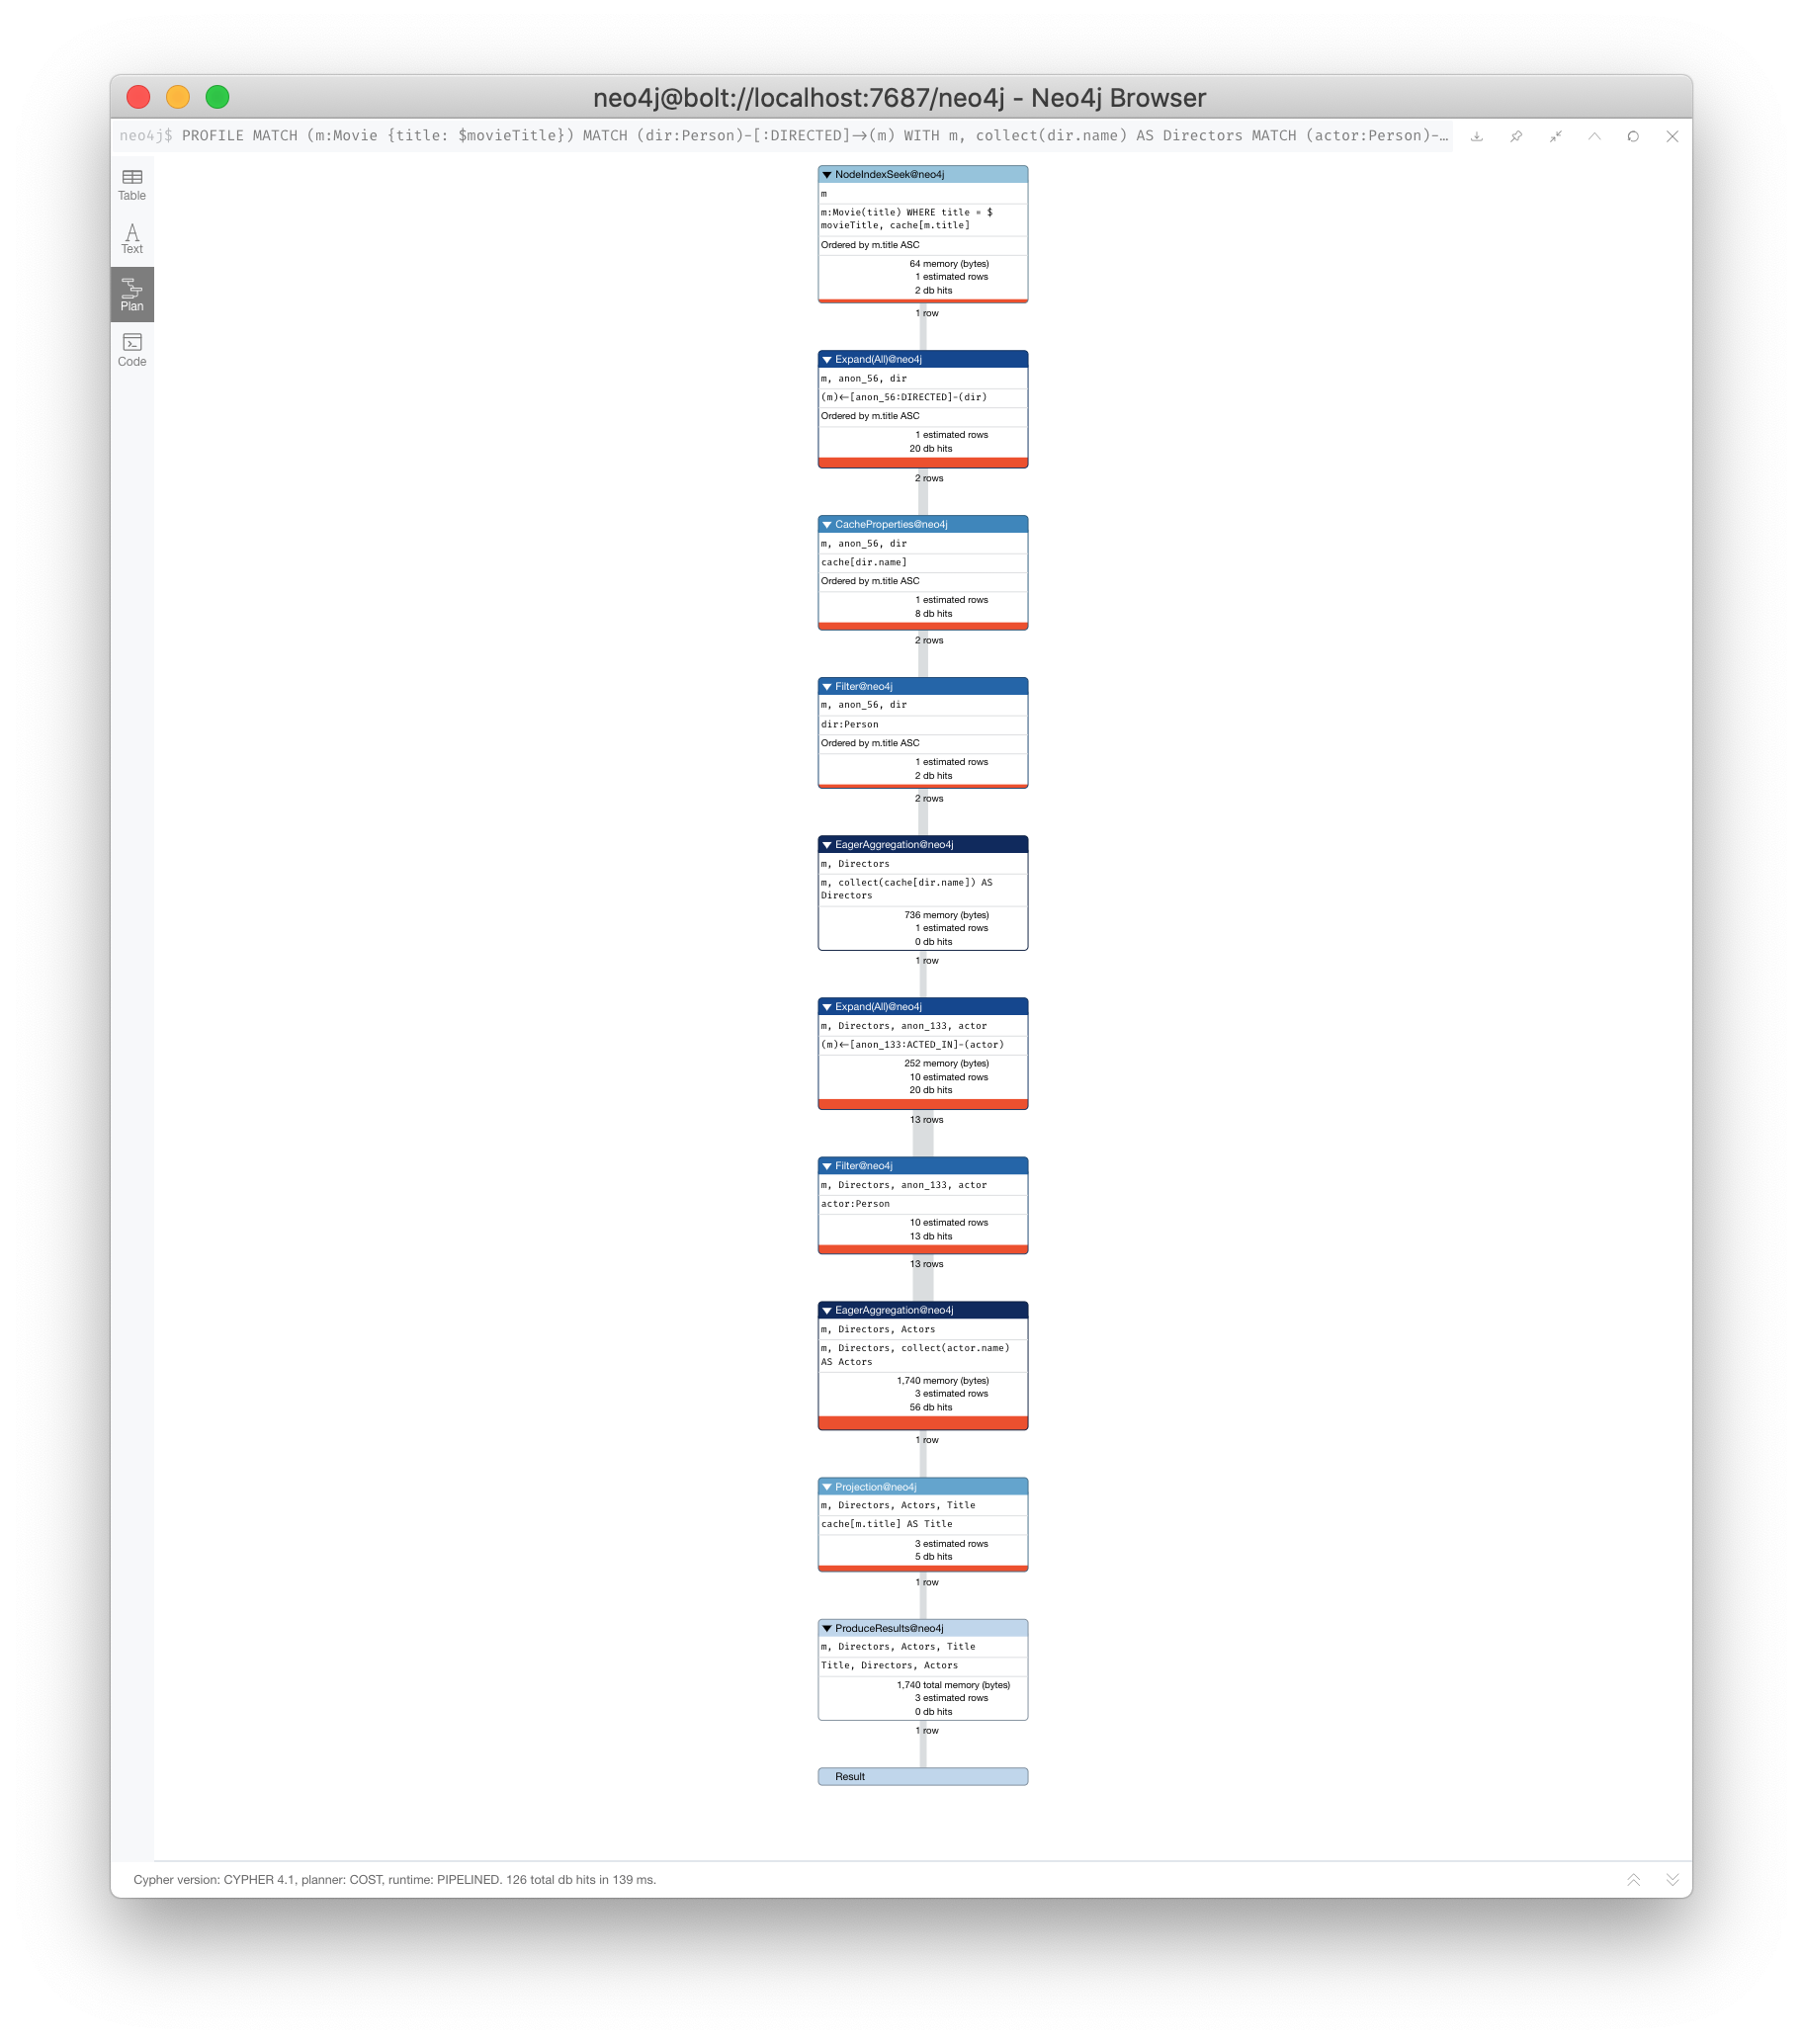 neo4j@bolt://localhost:7687/neo4j - Neo4j Browser
neo4j$ PROFILE MATCH (m:Movie {title: $movieTitle}) MATCH (dir:Person)-[:DIRECTED]→(m) WITH m, collect(dir.name) AS Directors MATCH (actor:Person)-…
Table
Text
Plan
Code
NodeIndexSeek@neo4j
m
m:Movie(title) WHERE title = $
movieTitle, cache[m.title]
Ordered by m.title ASC
64 memory (bytes)
1 estimated rows
2 db hits
1 row
Expand(All)@neo4j
m, anon_56, dir
(m)←[anon_56:DIRECTED]-(dir)
Ordered by m.title ASC
1 estimated rows
20 db hits
2 rows
CacheProperties@neo4j
m, anon_56, dir
cache[dir.name]
Ordered by m.title ASC
1 estimated rows
8 db hits
2 rows
Filter@neo4j
m, anon_56, dir
dir:Person
Ordered by m.title ASC
1 estimated rows
2 db hits
2 rows
EagerAggregation@neo4j
m, Directors
m, collect(cache[dir.name]) AS
Directors
736 memory (bytes)
1 estimated rows
0 db hits
1 row
Expand(All)@neo4j
m, Directors, anon_133, actor
(m)←[anon_133:ACTED_IN]-(actor)
252 memory (bytes)
10 estimated rows
20 db hits
13 rows
Filter@neo4j
m, Directors, anon_133, actor
actor:Person
10 estimated rows
13 db hits
13 rows
EagerAggregation@neo4j
m, Directors, Actors
m, Directors, collect(actor.name)
AS Actors
1,740 memory (bytes)
3 estimated rows
56 db hits
1 row
Projection@neo4j
m, Directors, Actors, Title
cache[m.title] AS Title
3 estimated rows
5 db hits
1 row
ProduceResults@neo4j
m, Directors, Actors, Title
Title, Directors, Actors
1,740 total memory (bytes)
3 estimated rows
0 db hits
1 row
Result
Cypher version: CYPHER 4.1, planner: COST, runtime: PIPELINED. 126 total db hits in 139 ms.